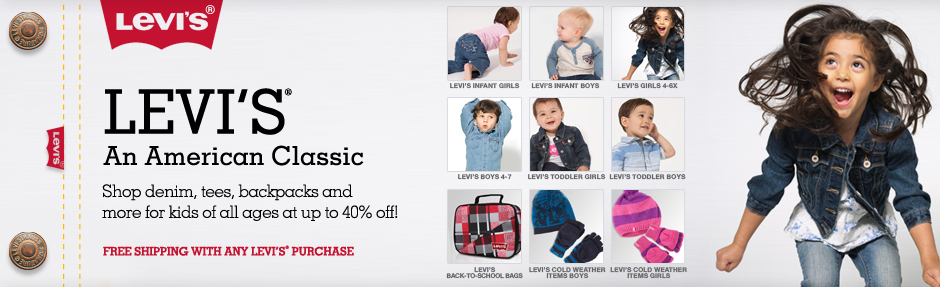 LEVI'S®
LEVI'S®
An American Classic
Shop denim, tees, backpacks and
more for kids of all ages at up to 40% off!
FREE SHIPPING WITH ANY LEVI'S® PURCHASE
Levi's
LEVI'S INFANT GIRLS
LEVI'S INFANT BOYS
LEVI'S GIRLS 4-6X
LEVI'S BOYS 4-7
LEVI'S TODDLER GIRLS
LEVI'S TODDLER BOYS
LEVI'S
BACK-TO-SCHOOL BAGS
LEVI'S COLD WEATHER
ITEMS BOYS
LEVI'S COLD WEATHER
ITEMS GIRLS